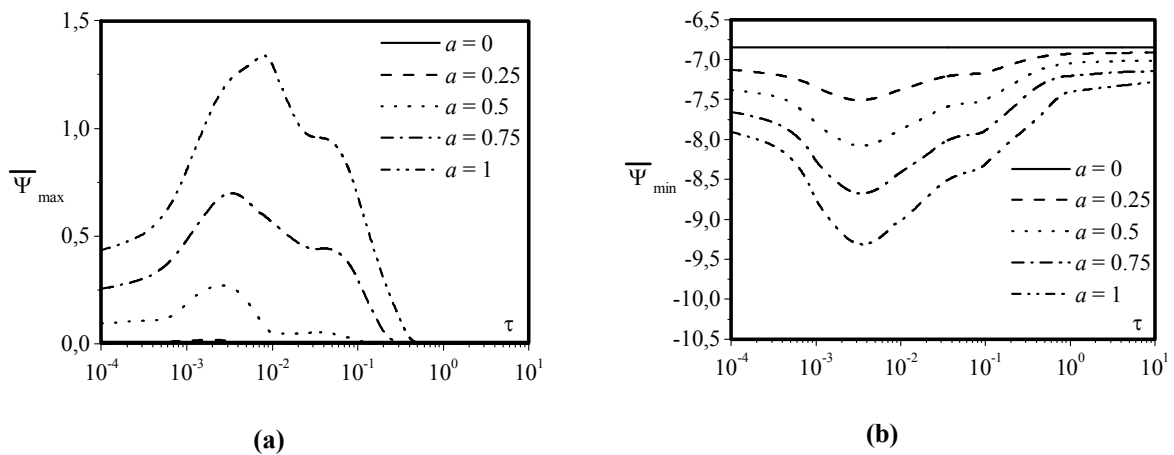 1,5
1,0
0,5
0,0
Ψ max
a = 0
a = 0.25
a = 0.5
a = 0.75
a = 1
τ
10-4 10-3 10-2 10-1 100 101
(a)
-6,5
-7,0
-7,5
-8,0
-8,5
-9,0
-9,5
-10,0
-10,5
Ψ min
a = 0
a = 0.25
a = 0.5
a = 0.75
a = 1
τ
10-4 10-3 10-2 10-1 100 101
(b)